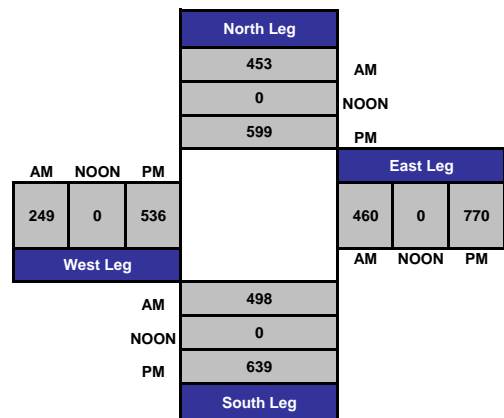 North Leg
453
AM
0
NOON
599
PM
AM NOON PM
East Leg
249 0 536
460 0 770
West Leg
AM NOON PM
AM
498
NOON
0
PM
639
South Leg